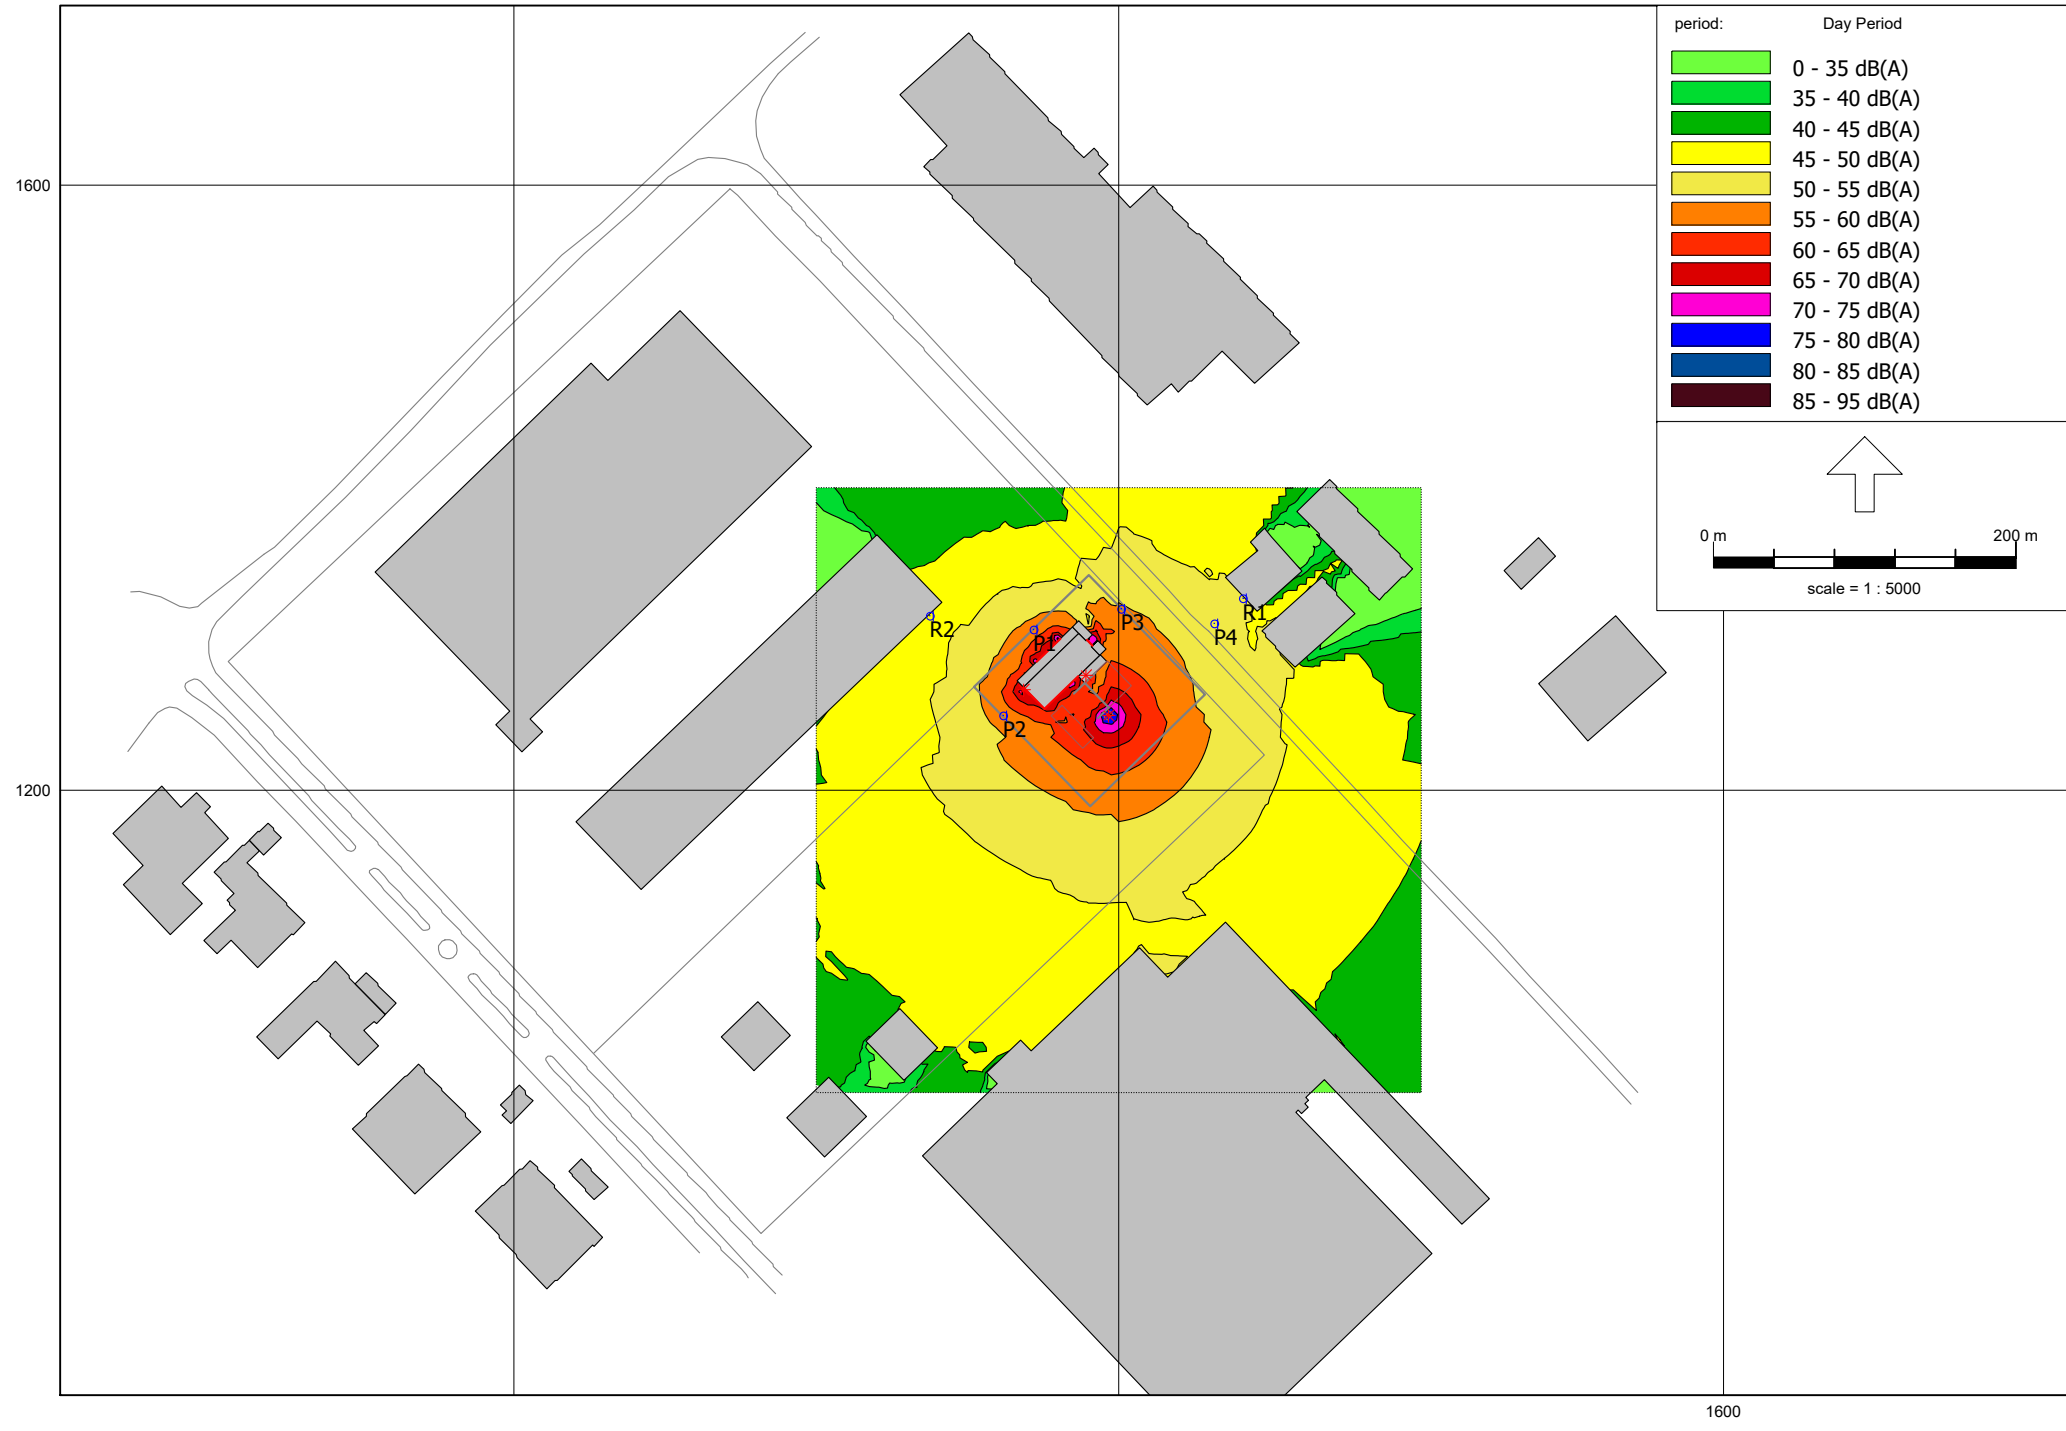 period: Day Period
0 - 35 dB(A)
35 - 40 dB(A)
40 - 45 dB(A)
45 - 50 dB(A)
50 - 55 dB(A)
55 - 60 dB(A)
60 - 65 dB(A)
65 - 70 dB(A)
70 - 75 dB(A)
75 - 80 dB(A)
80 - 85 dB(A)
85 - 95 dB(A)
0 m 200 m
scale = 1 : 5000
1600
R1
P3
R2
P4
P1
P2
1200
1600